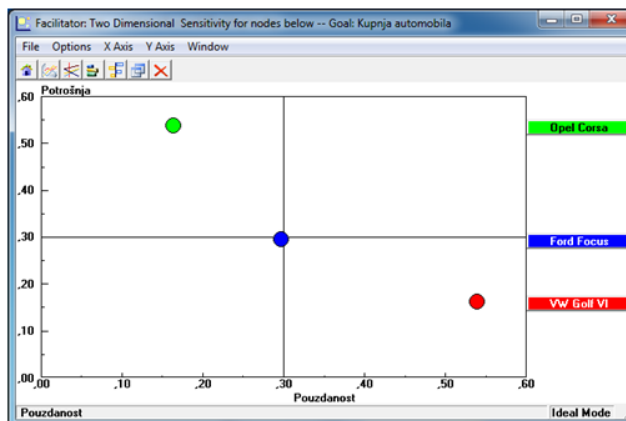 Facilitator: Two Dimensional Sensitivity for nodes below -- Goal: Kupnja automobila
File Options X Axis Y Axis Window
Potrošnja
,60
,50
,40
,30
,20
,10
,00
,00 ,10 ,20 ,30 ,40 ,50 ,60
Pouzdanost
Opel Corsa
Ford Focus
VW Golf VI
Pouzdanost Ideal Mode